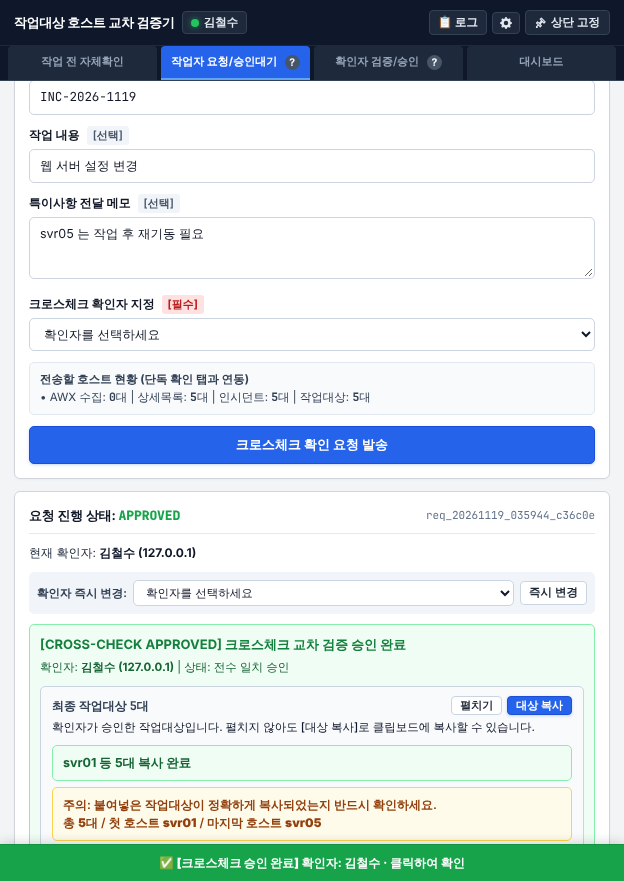 작업대상 호스트 교차 검증기
김철수
📋 로그
⚙
📌 상단 고정
작업 전 자체확인
작업자 요청/승인대기 ?
확인자 검증/승인 ?
대시보드
INC-2026-1119
작업 내용 [선택]
웹 서버 설정 변경
특이사항 전달 메모 [선택]
svr05 는 작업 후 재기동 필요
크로스체크 확인자 지정 [필수]
확인자를 선택하세요
전송할 호스트 현황 (단독 확인 탭과 연동)
• AWX 수집: 0대 | 상세목록: 5대 | 인시던트: 5대 | 작업대상: 5대
크로스체크 확인 요청 발송
요청 진행 상태: APPROVED
req_20261119_035944_c36c0e
현재 확인자: 김철수 (127.0.0.1)
확인자 즉시 변경:
확인자를 선택하세요
즉시 변경
[CROSS-CHECK APPROVED] 크로스체크 교차 검증 승인 완료
확인자: 김철수 (127.0.0.1) | 상태: 전수 일치 승인
최종 작업대상 5대
펼치기
대상 복사
확인자가 승인한 작업대상입니다. 펼치지 않아도 [대상 복사]로 클립보드에 복사할 수 있습니다.
svr01 등 5대 복사 완료
주의: 붙여넣은 작업대상이 정확하게 복사되었는지 반드시 확인하세요.
총 5대 / 첫 호스트 svr01 / 마지막 호스트 svr05
✅ [크로스체크 승인 완료] 확인자: 김철수 · 클릭하여 확인